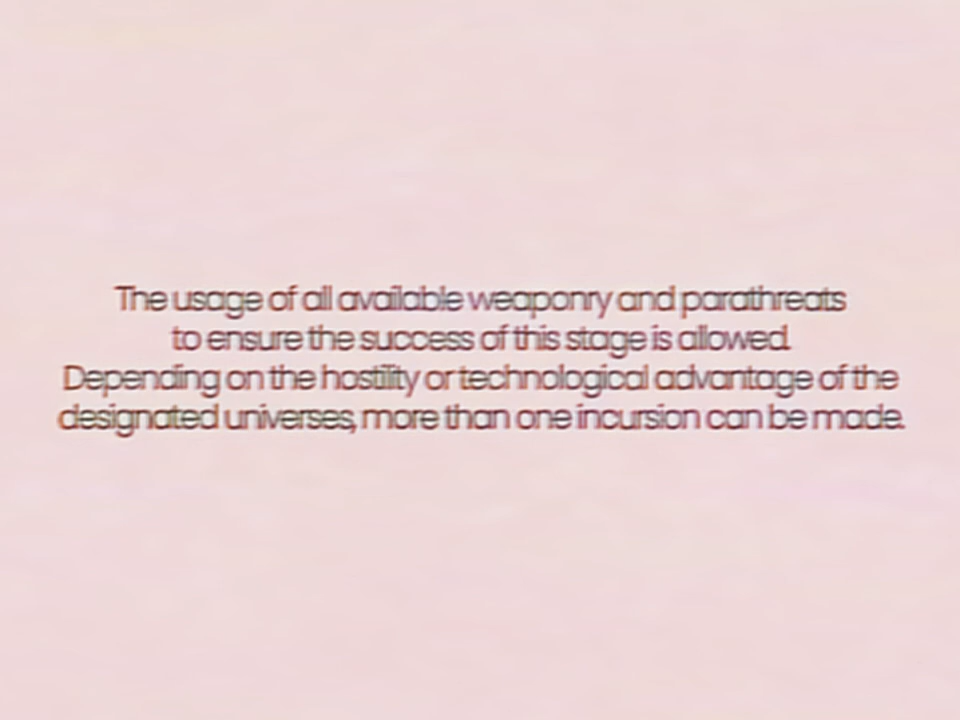 The usage of all available weaponry and parathreats
to ensure the success of this stage is allowed.
Depending on the hostility or technological advantage of the
designated universes, more than one incursion can be made.